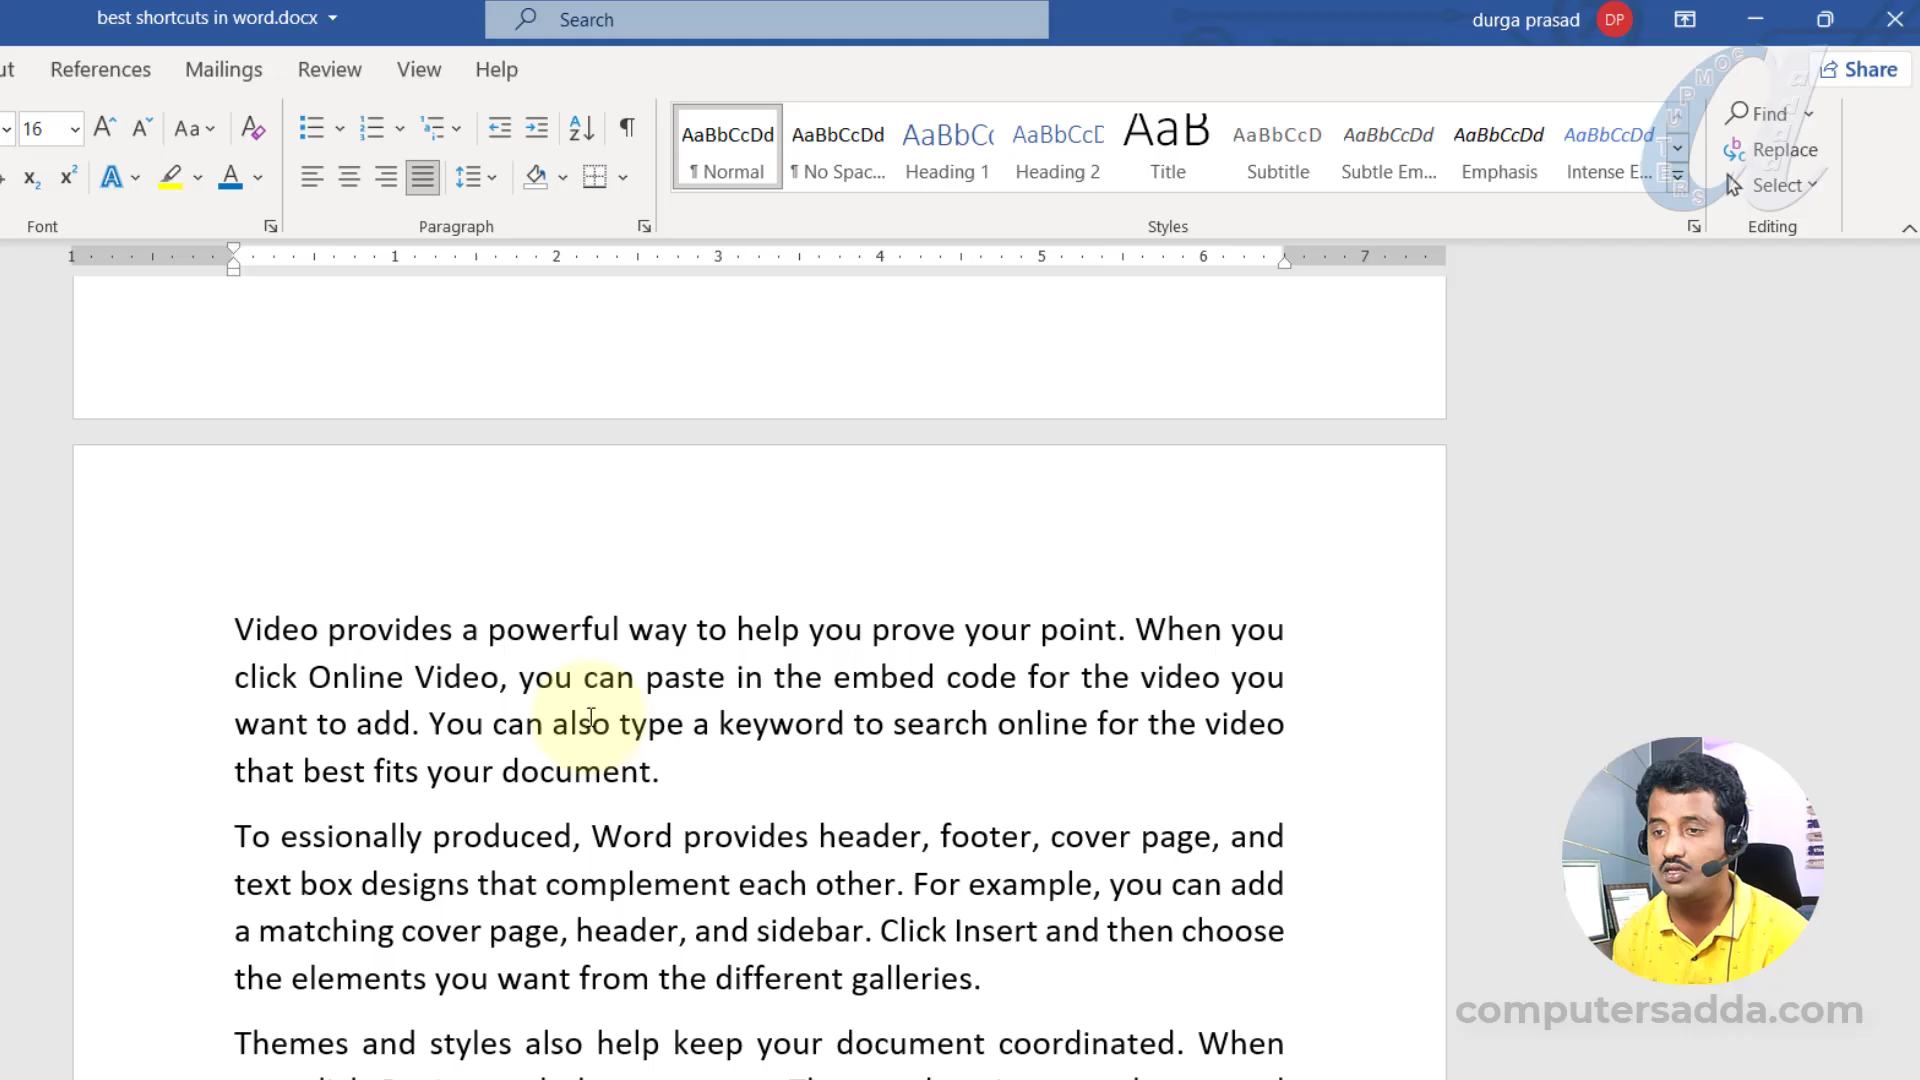 best shortcuts in word.docx
Search
durga prasad
DP
References
Mailings
Review
View
Help
Share
16
Aa
AaBbCcDd
¶ Normal
AaBbCcDd
¶ No Spac...
AaBbC(
Heading 1
AaBbCcD
Heading 2
AaB
Title
AaBbCcD
Subtitle
AaBbCcDd
Subtle Em...
AaBbCcDd
Emphasis
AaBbCcDd
Intense E...
Find
Replace
Select
Font
Paragraph
Styles
Editing
1 1 2 3 4 5 6 7
Video provides a powerful way to help you prove your point. When you
click Online Video, you can paste in the embed code for the video you
want to add. You can also type a keyword to search online for the video
that best fits your document.
To essionally produced, Word provides header, footer, cover page, and
text box designs that complement each other. For example, you can add
a matching cover page, header, and sidebar. Click Insert and then choose
the elements you want from the different galleries.
Themes and styles also help keep your document coordinated. When
computersadda.com